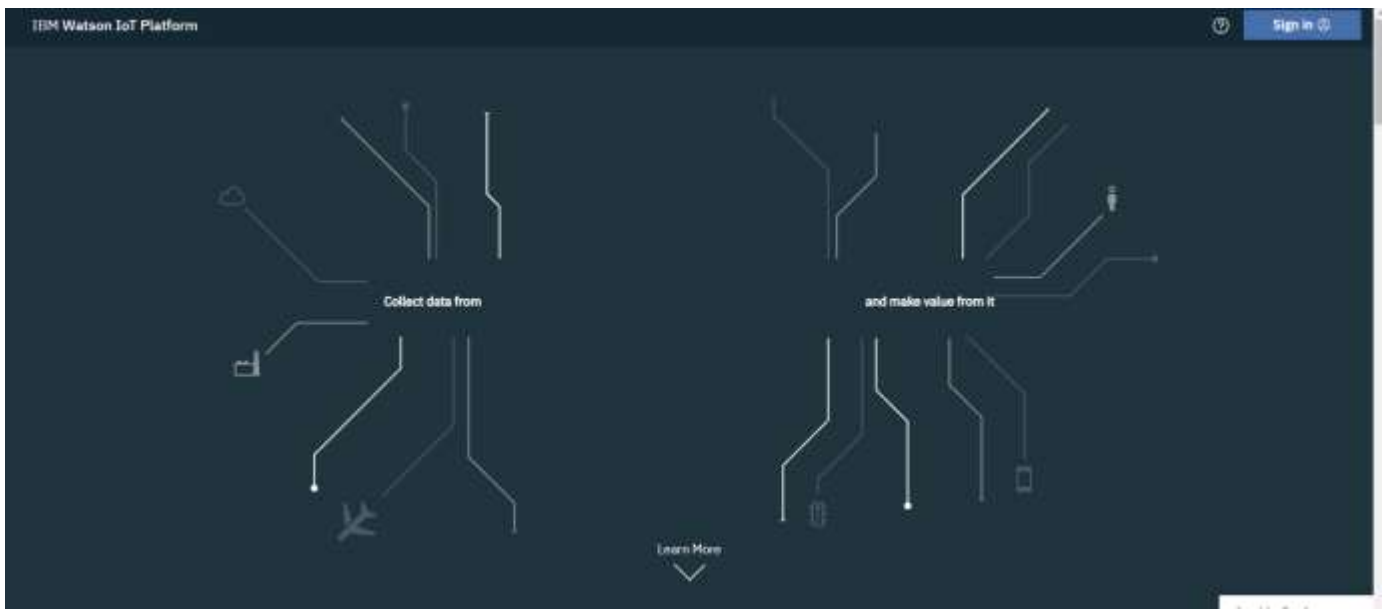 IBM Watson IoT Platform
Sign in
Collect data from
and make value from it
Learn More